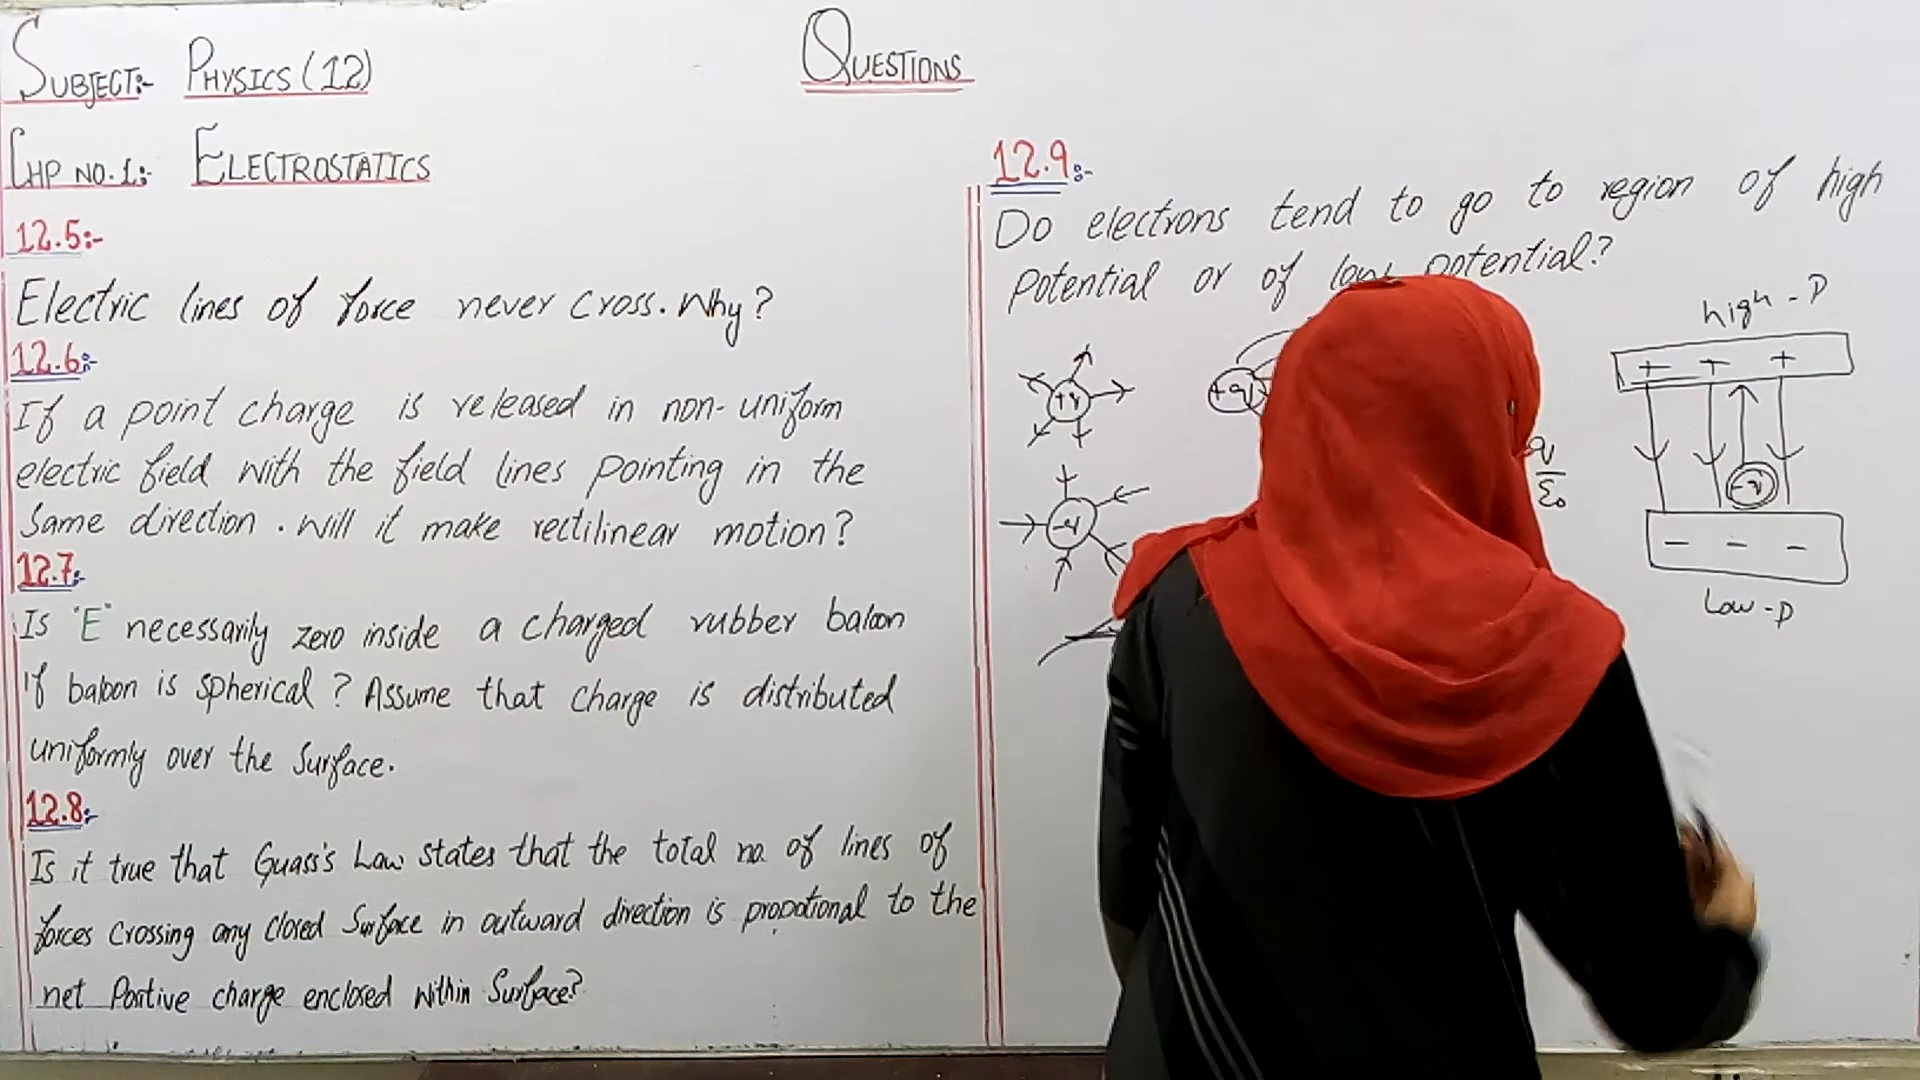 SUBJECT:- PHYSICS (12)
QUESTIONS
CHP NO. 1:- ELECTROSTATICS
12.5:-
Electric lines of force never cross. Why?
12.6:-
If a point charge is released in non-uniform
electric field with the field lines pointing in the
Same direction. Will it make rectilinear motion?
12.7:-
Is "E" necessarily zero inside a charged rubber baloon
if baloon is spherical? Assume that charge is distributed
uniformly over the Surface.
12.8:-
Is it true that Guass's Law states that the total no. of lines of
forces crossing any closed Surface in outward direction is propotional to the
net Positive charge enclosed within Surface?
12.9:-
Do electrons tend to go to region of high
potential or of low potential?
high - P
+ + +
+q
+q
-q
q
ε₀
-q
- - -
Low - P